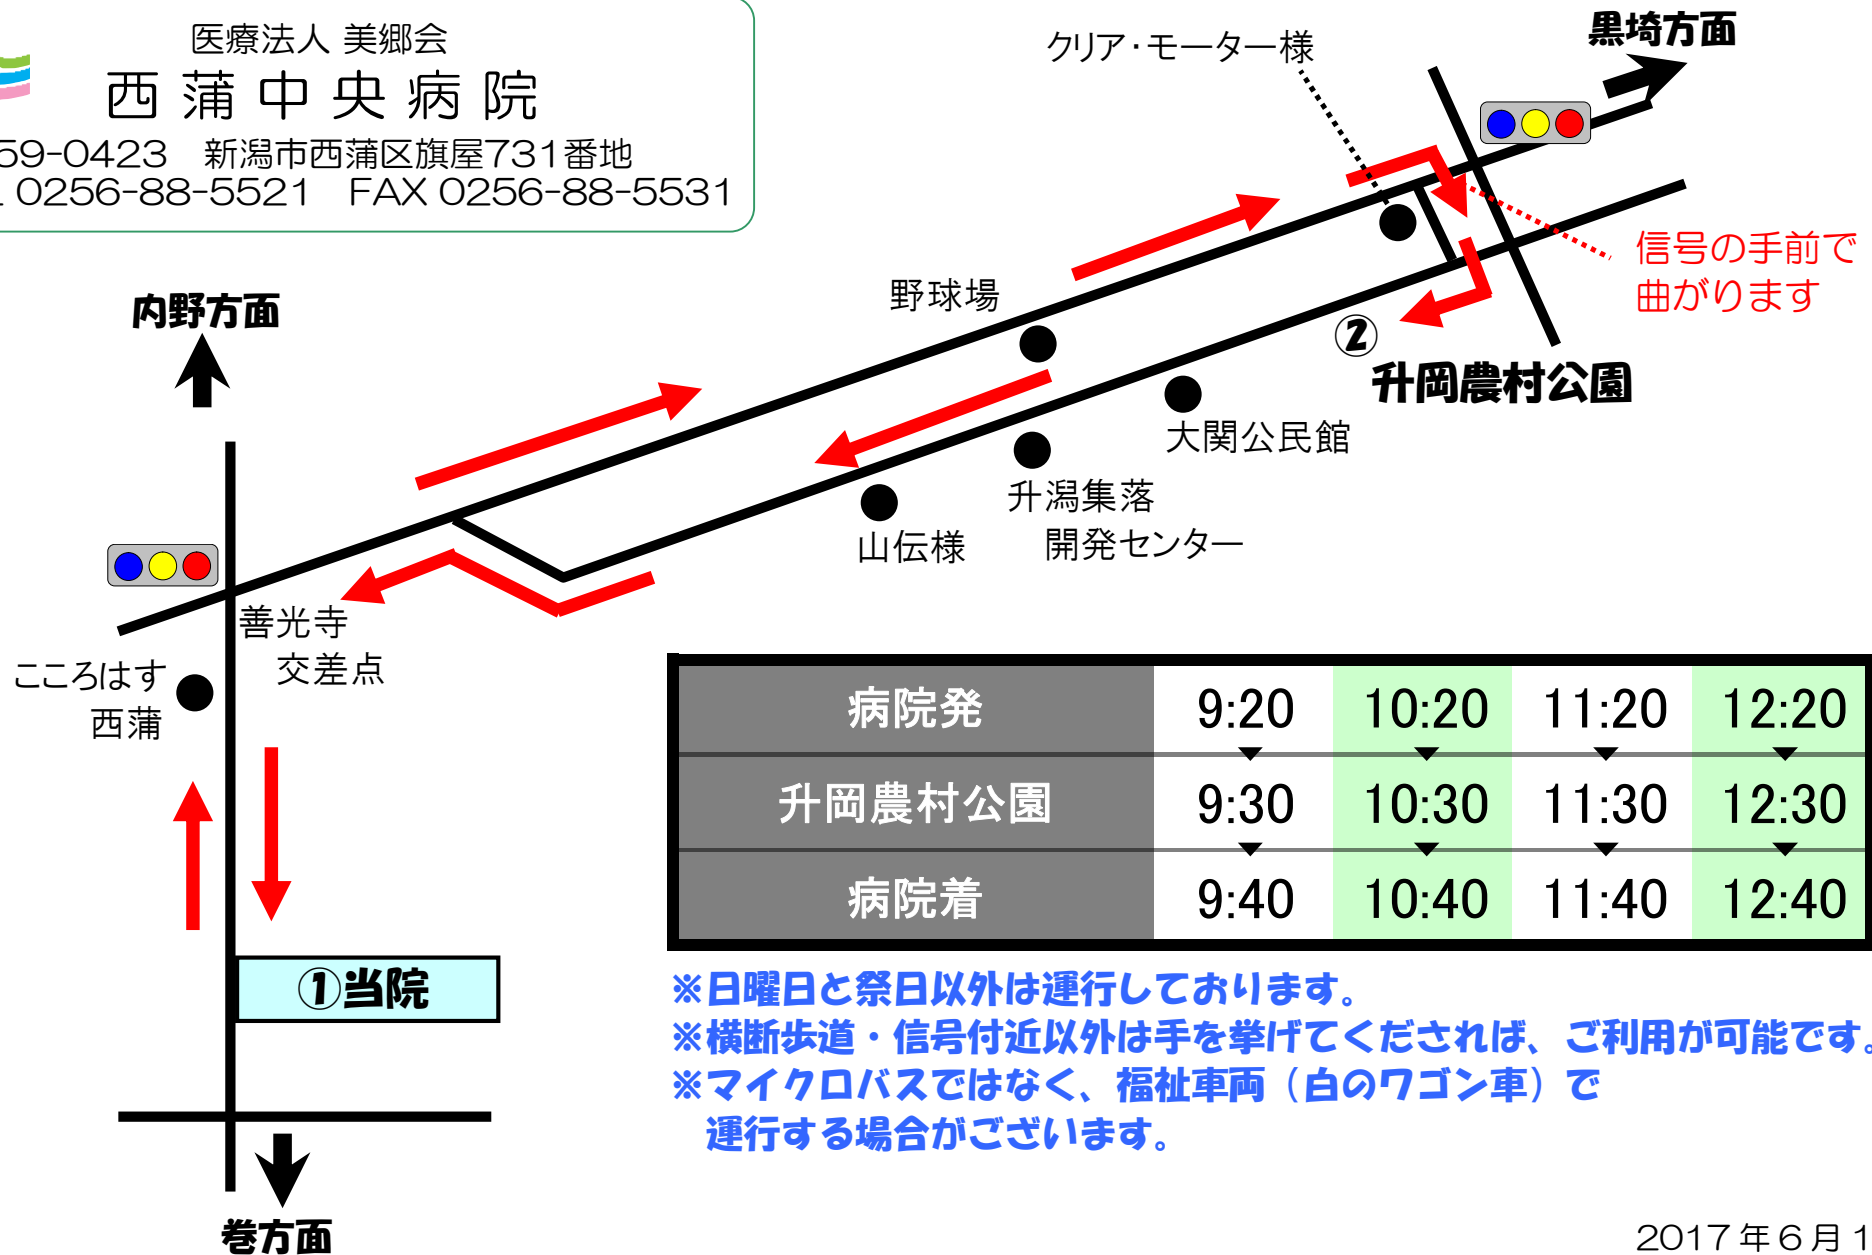 医療法人 美郷会
西蒲中央病院
59-0423　新潟市西蒲区旗屋731番地
0256-88-5521　FAX 0256-88-5531
クリア・モーター様
黒埼方面
信号の手前で
曲がります
野球場
内野方面
②
升岡農村公園
大関公民館
升潟集落
開発センター
山伝様
善光寺
交差点
こころはす
西蒲
病院発 9:20 10:20 11:20 12:20
升岡農村公園 9:30 10:30 11:30 12:30
病院着 9:40 10:40 11:40 12:40
①当院
※日曜日と祭日以外は運行しております。
※横断歩道・信号付近以外は手を挙げてくだされば、ご利用が可能です。
※マイクロバスではなく、福祉車両（白のワゴン車）で
運行する場合がございます。
巻方面
2017年6月1